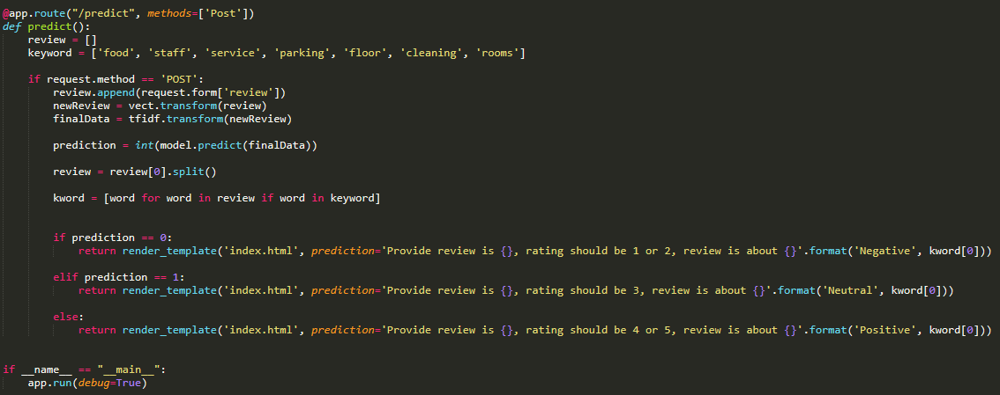 @app.route("/predict", methods=['Post'])
def predict():
    review = []
    keyword = ['food', 'staff', 'service', 'parking', 'floor', 'cleaning', 'rooms']
    if request.method == 'POST':
        review.append(request.form['review'])
        newReview = vect.transform(review)
        finalData = tfidf.transform(newReview)
        prediction = int(model.predict(finalData))
        review = review[0].split()
        kword = [word for word in review if word in keyword]
        if prediction == 0:
            return render_template('index.html', prediction='Provide review is {}, rating should be 1 or 2, review is about {}'.format('Negative', kword[0]))
        elif prediction == 1:
            return render_template('index.html', prediction='Provide review is {}, rating should be 3, review is about {}'.format('Neutral', kword[0]))
        else:
            return render_template('index.html', prediction='Provide review is {}, rating should be 4 or 5, review is about {}'.format('Positive', kword[0]))
if __name__ == "__main__":
    app.run(debug=True)